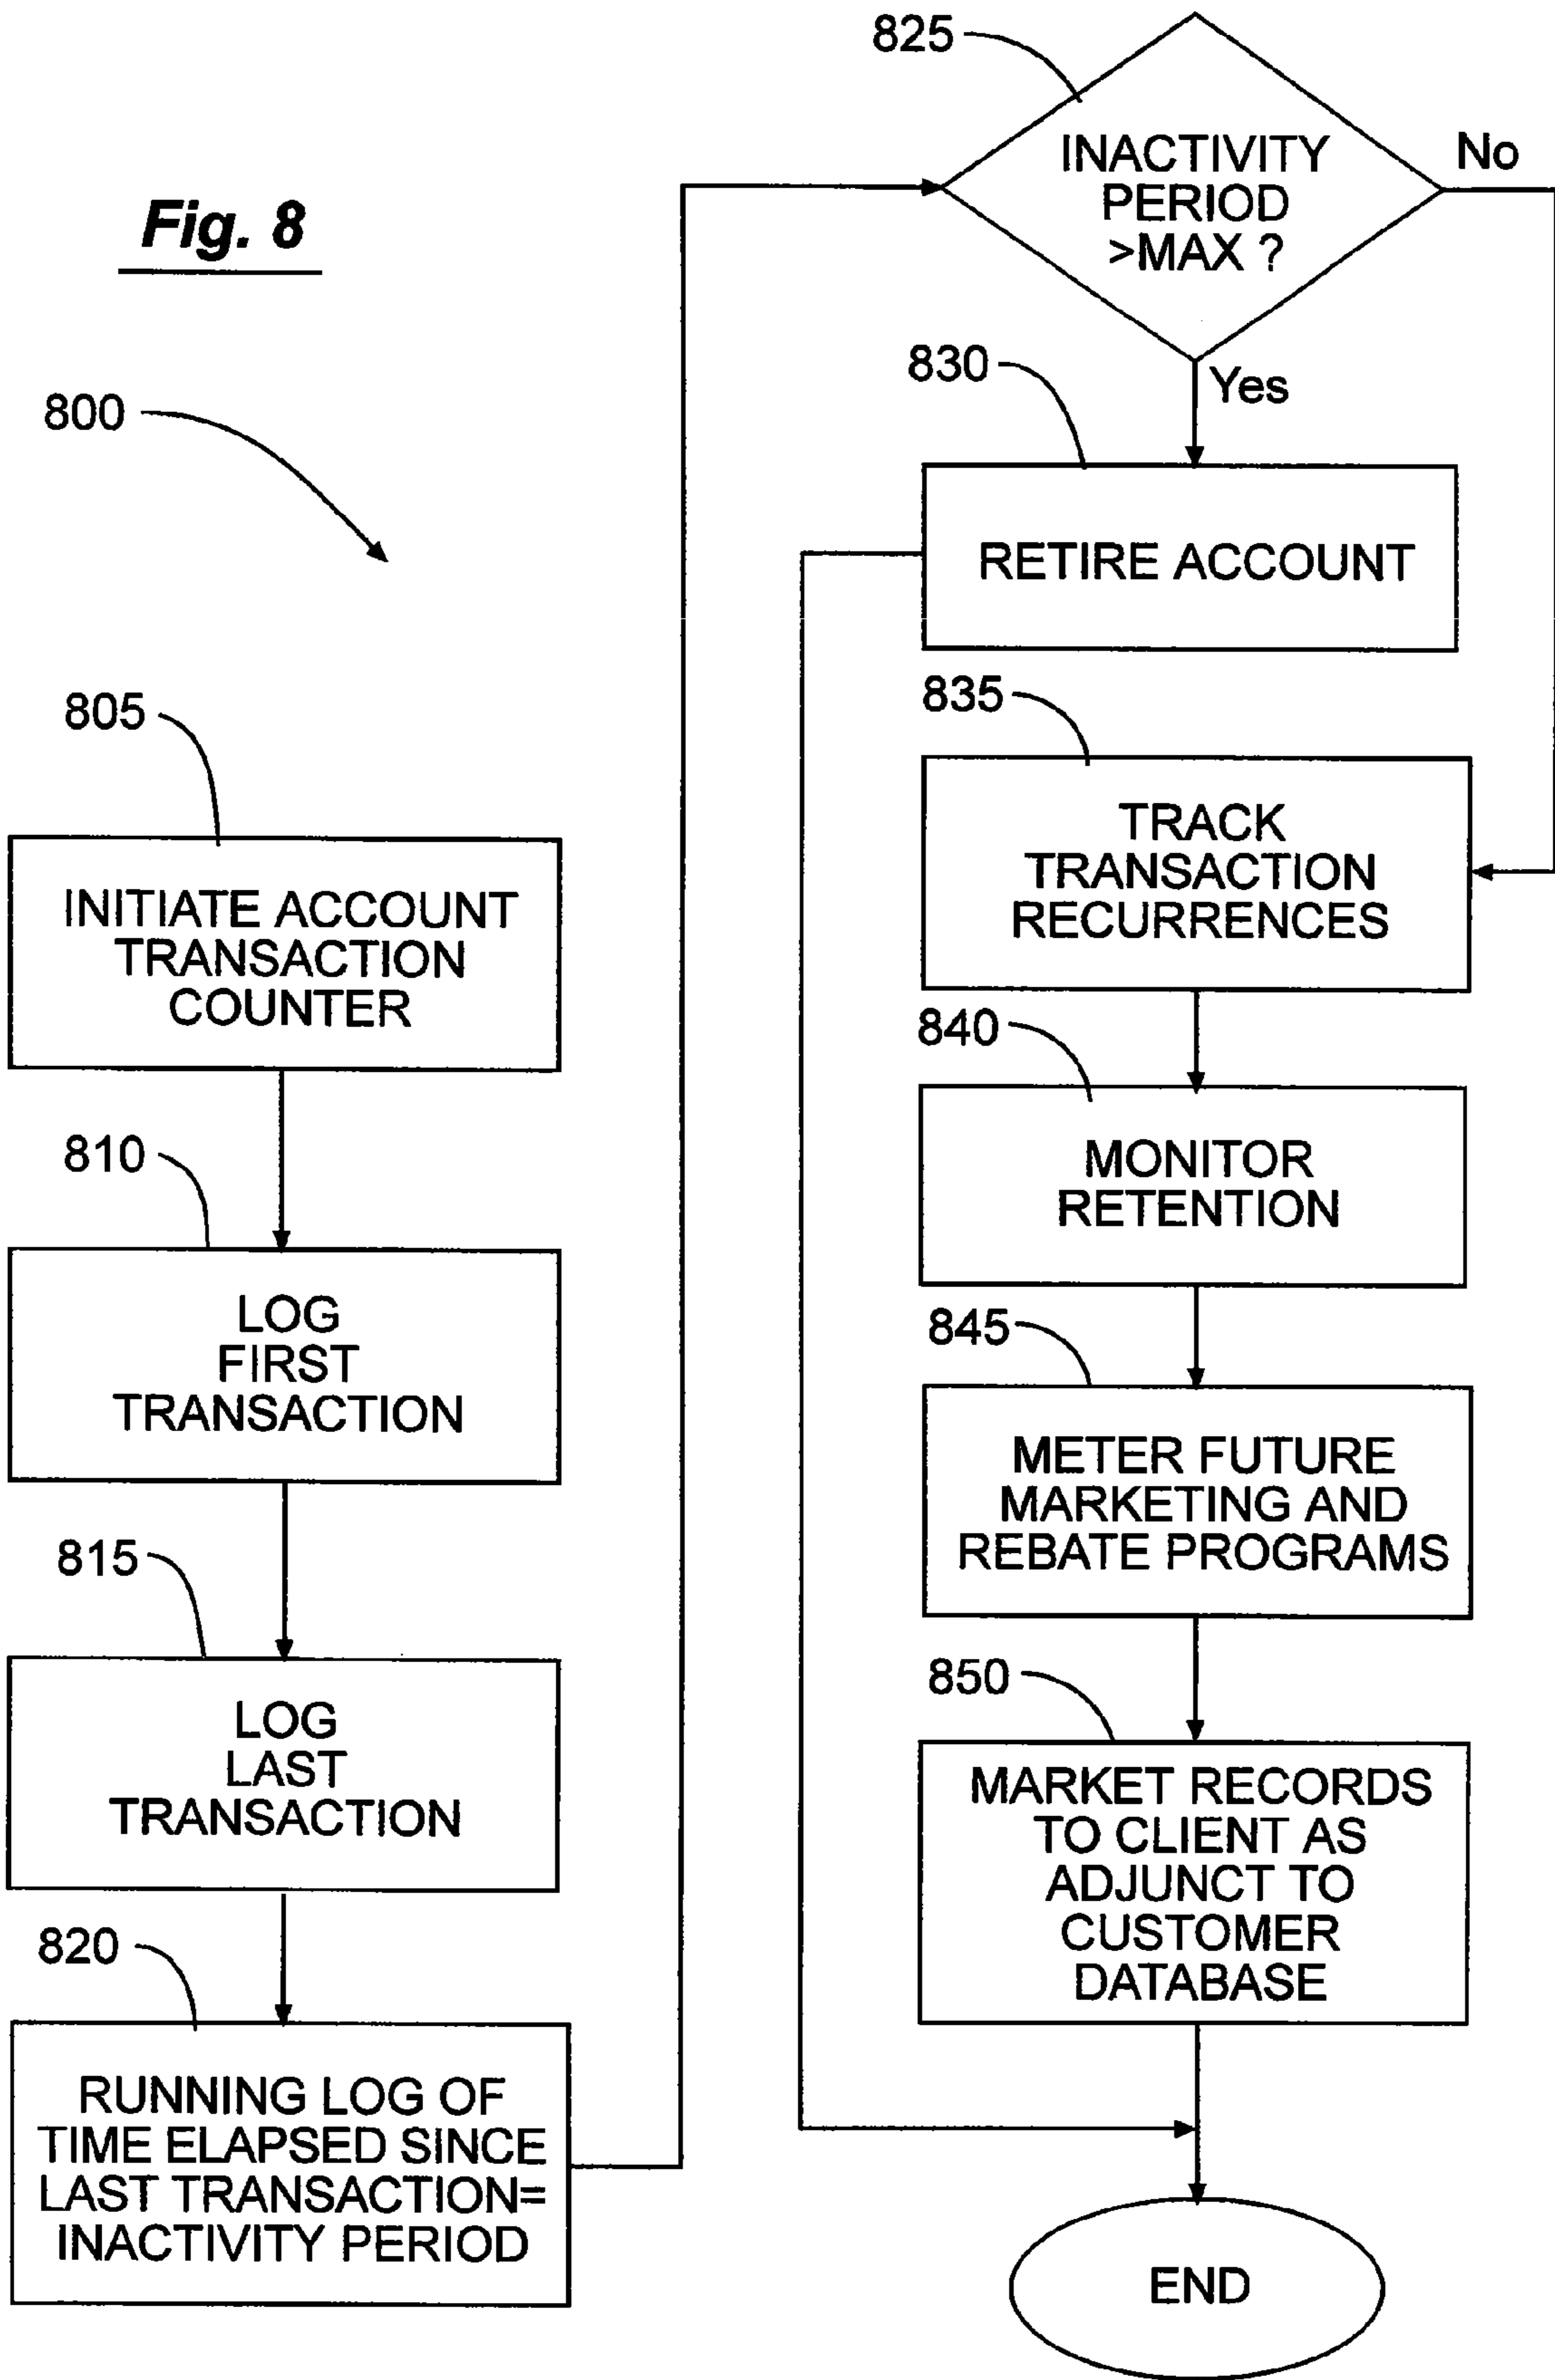 Fig. 8
800
805
INITIATE ACCOUNT
TRANSACTION
COUNTER
810
LOG
FIRST
TRANSACTION
815
LOG
LAST
TRANSACTION
820
RUNNING LOG OF
TIME ELAPSED SINCE
LAST TRANSACTION=
INACTIVITY PERIOD
825
INACTIVITY
PERIOD
>MAX ?
No
Yes
830
RETIRE ACCOUNT
835
TRACK
TRANSACTION
RECURRENCES
840
MONITOR
RETENTION
845
METER FUTURE
MARKETING AND
REBATE PROGRAMS
850
MARKET RECORDS
TO CLIENT AS
ADJUNCT TO
CUSTOMER
DATABASE
END